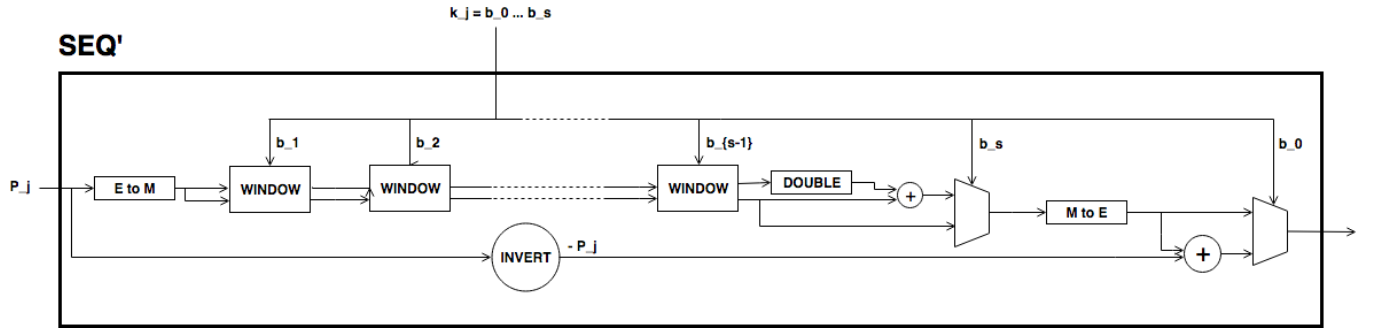 k_j = b_0 ... b_s
SEQ'
b_1
b_2
b_{s-1}
b_s
b_0
P_j
E to M
WINDOW
WINDOW
WINDOW
DOUBLE
+
M to E
INVERT
- P_j
+